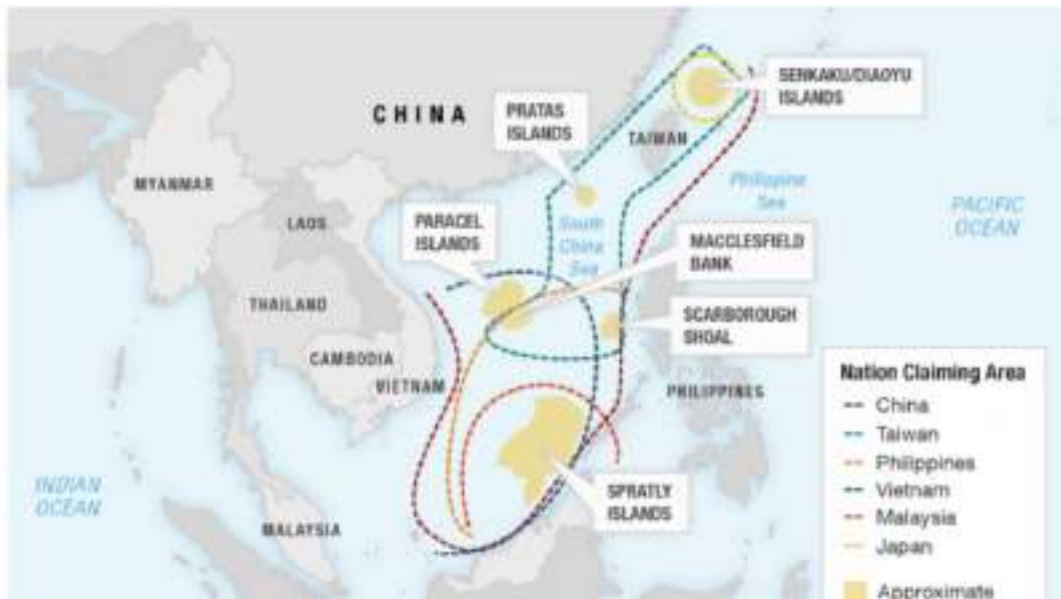 CHINA
PRATAS
ISLANDS
SENKAKU/DIAOYU
ISLANDS
TAIWAN
MYANMAR
Philippine
Sea
LAOS
PARACEL
ISLANDS
South
China
Sea
MACCLESFIELD
BANK
PACIFIC
OCEAN
THAILAND
SCARBOROUGH
SHOAL
CAMBODIA
VIETNAM
PHILIPPINES
Nation Claiming Area
China
Taiwan
Philippines
Vietnam
Malaysia
Japan
Approximate
INDIAN
OCEAN
MALAYSIA
SPRATLY
ISLANDS